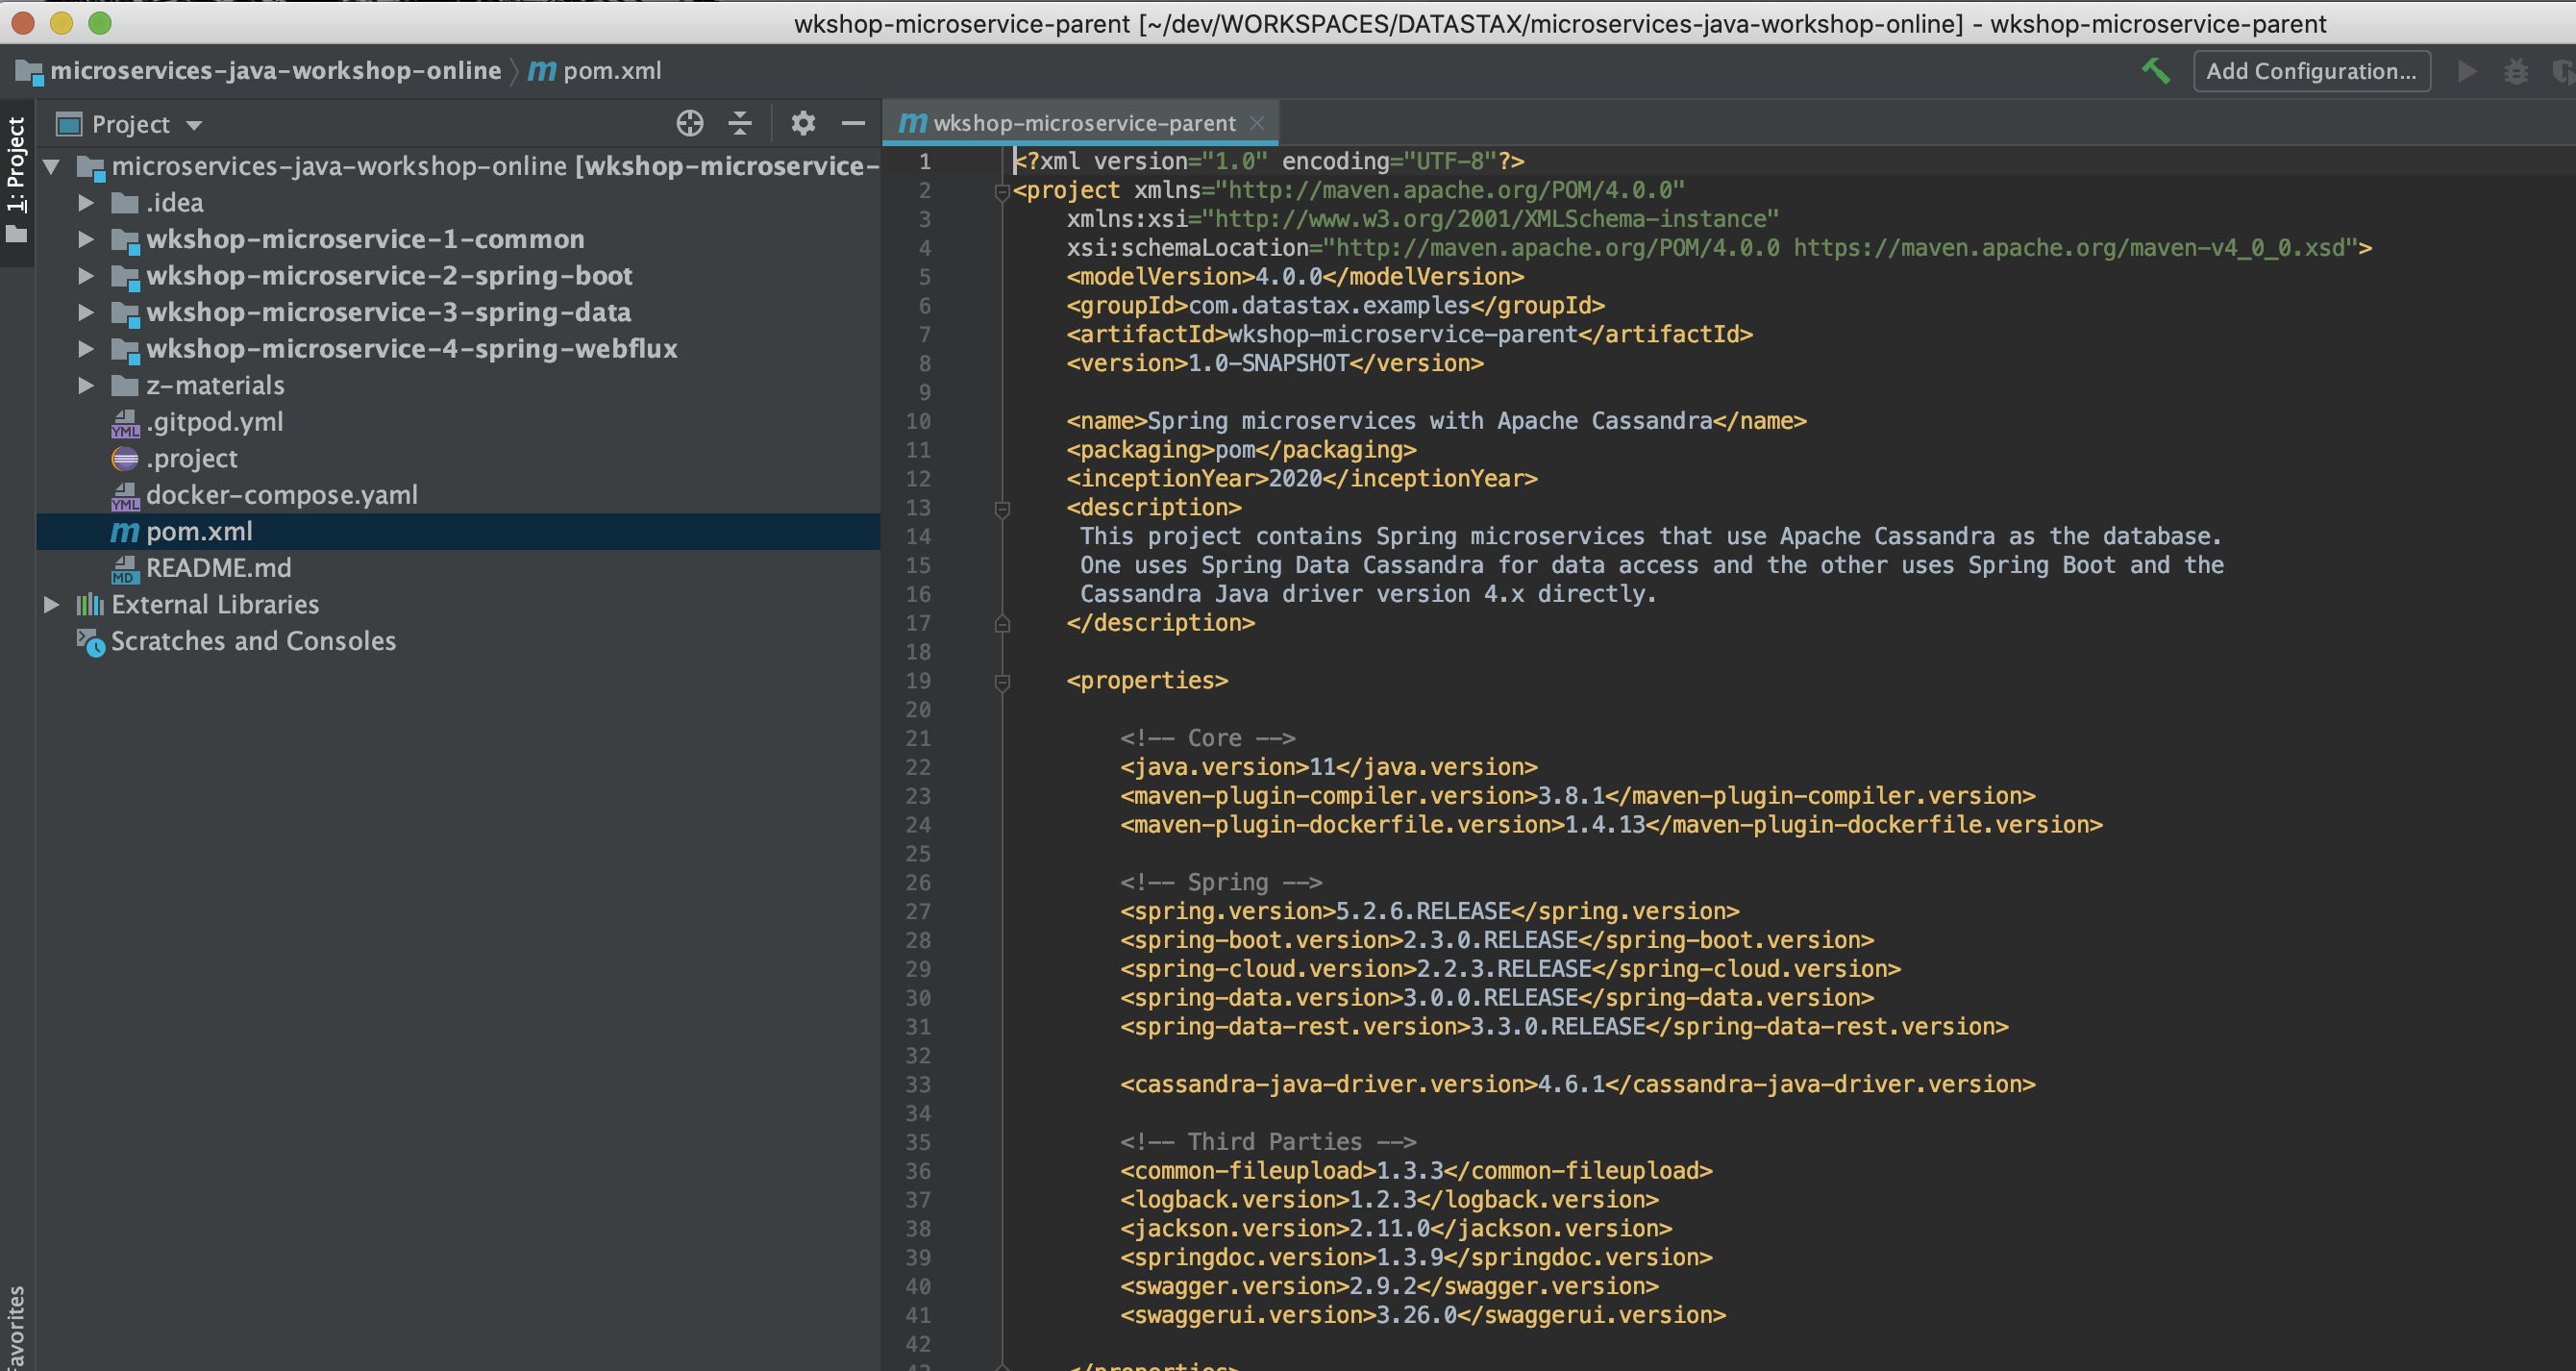 wkshop-microservice-parent [~/dev/WORKSPACES/DATASTAX/microservices-java-workshop-online] - wkshop-microservice-parent
microservices-java-workshop-online pom.xml
Add Configuration...
1: Project
Project
microservices-java-workshop-online [wkshop-microservice-
.idea
wkshop-microservice-1-common
wkshop-microservice-2-spring-boot
wkshop-microservice-3-spring-data
wkshop-microservice-4-spring-webflux
z-materials
.gitpod.yml
.project
docker-compose.yaml
pom.xml
README.md
External Libraries
Scratches and Consoles
Favorites
wkshop-microservice-parent
1 <?xml version="1.0" encoding="UTF-8"?>
2 <project xmlns="http://maven.apache.org/POM/4.0.0"
3 xmlns:xsi="http://www.w3.org/2001/XMLSchema-instance"
4 xsi:schemaLocation="http://maven.apache.org/POM/4.0.0 https://maven.apache.org/maven-v4_0_0.xsd">
5 <modelVersion>4.0.0</modelVersion>
6 <groupId>com.datastax.examples</groupId>
7 <artifactId>wkshop-microservice-parent</artifactId>
8 <version>1.0-SNAPSHOT</version>
9
10 <name>Spring microservices with Apache Cassandra</name>
11 <packaging>pom</packaging>
12 <inceptionYear>2020</inceptionYear>
13 <description>
14 This project contains Spring microservices that use Apache Cassandra as the database.
15 One uses Spring Data Cassandra for data access and the other uses Spring Boot and the
16 Cassandra Java driver version 4.x directly.
17 </description>
18
19 <properties>
20
21 <!-- Core -->
22 <java.version>11</java.version>
23 <maven-plugin-compiler.version>3.8.1</maven-plugin-compiler.version>
24 <maven-plugin-dockerfile.version>1.4.13</maven-plugin-dockerfile.version>
25
26 <!-- Spring -->
27 <spring.version>5.2.6.RELEASE</spring.version>
28 <spring-boot.version>2.3.0.RELEASE</spring-boot.version>
29 <spring-cloud.version>2.2.3.RELEASE</spring-cloud.version>
30 <spring-data.version>3.0.0.RELEASE</spring-data.version>
31 <spring-data-rest.version>3.3.0.RELEASE</spring-data-rest.version>
32
33 <cassandra-java-driver.version>4.6.1</cassandra-java-driver.version>
34
35 <!-- Third Parties -->
36 <common-fileupload>1.3.3</common-fileupload>
37 <logback.version>1.2.3</logback.version>
38 <jackson.version>2.11.0</jackson.version>
39 <springdoc.version>1.3.9</springdoc.version>
40 <swagger.version>2.9.2</swagger.version>
41 <swaggerui.version>3.26.0</swaggerui.version>
42
43 </properties>